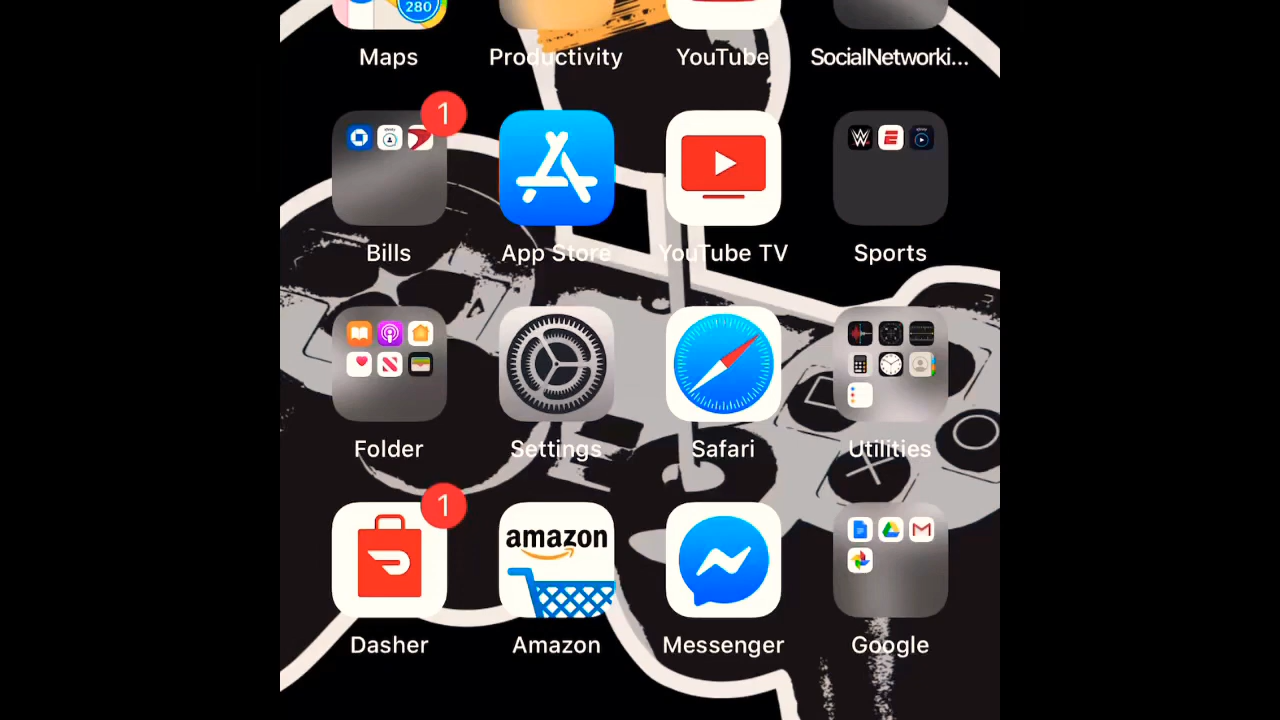 280
Maps Productivity YouTube SocialNetworki...
1
Bills App Store YouTube TV Sports
Folder Settings Safari Utilities
1
amazon
Dasher Amazon Messenger Google